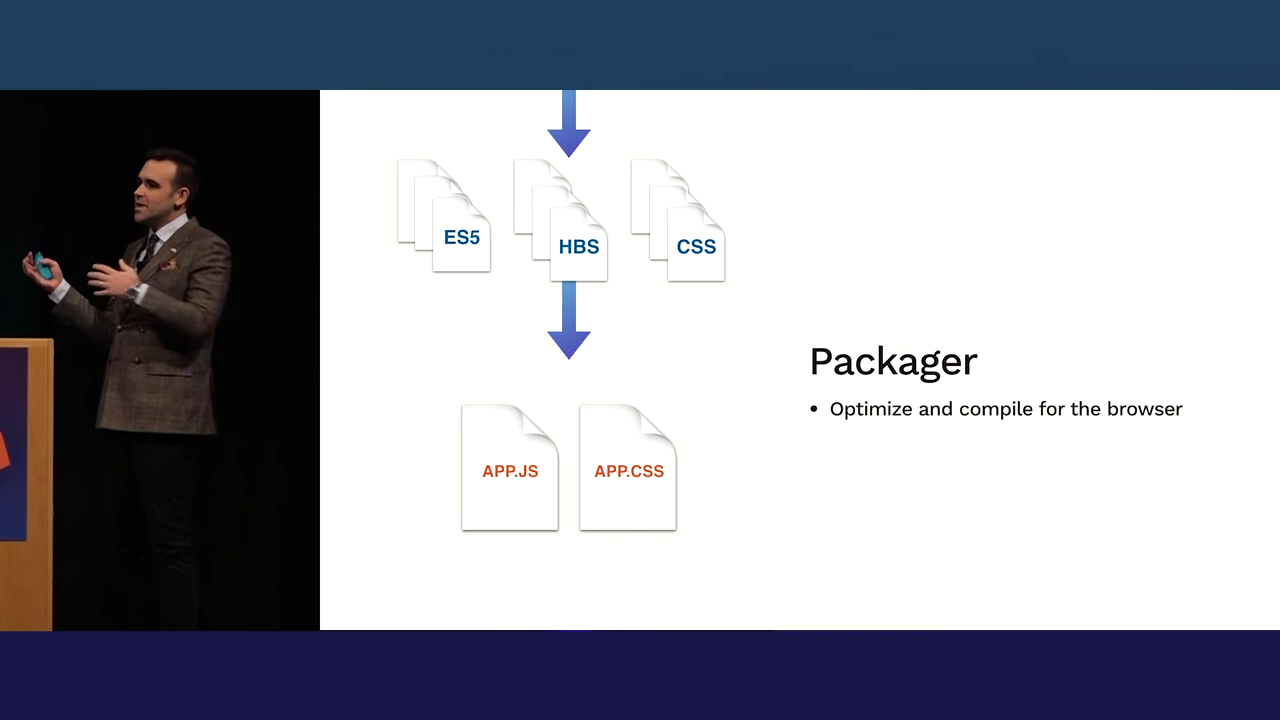 ES5
HBS
CSS
Packager
• Optimize and compile for the browser
APP.JS
APP.CSS